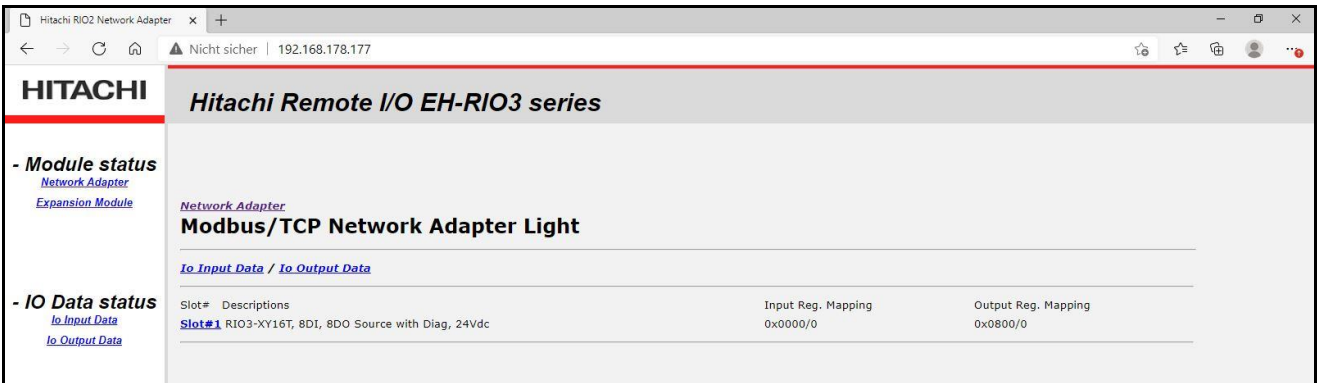 Hitachi RIO2 Network Adapter
Nicht sicher | 192.168.178.177
HITACHI
Hitachi Remote I/O EH-RIO3 series
- Module status
Network Adapter
Expansion Module
- IO Data status
Io Input Data
Io Output Data
Network Adapter
Modbus/TCP Network Adapter Light
Io Input Data / Io Output Data
Slot# Descriptions Input Reg. Mapping Output Reg. Mapping
Slot#1 RIO3-XY16T, 8DI, 8DO Source with Diag, 24Vdc 0x0000/0 0x0800/0